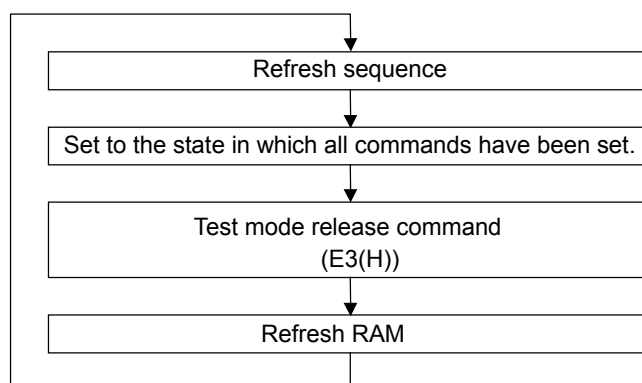 Refresh sequence
Set to the state in which all commands have been set.
Test mode release command
(E3(H))
Refresh RAM